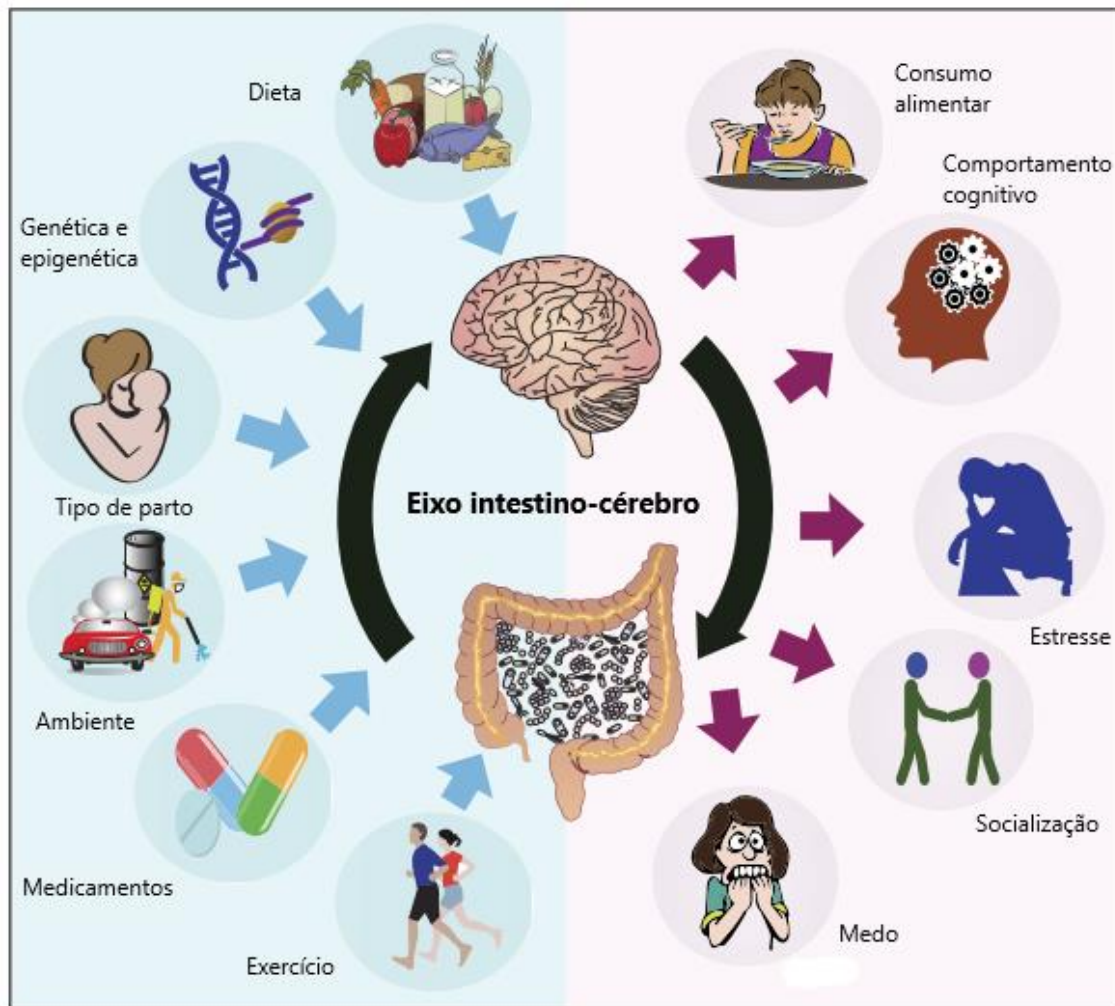 Dieta
Genética e
epigenética
Tipo de parto
Ambiente
Medicamentos
Exercício
Eixo intestino-cérebro
Consumo
alimentar
Comportamento
cognitivo
Estresse
Socialização
Medo